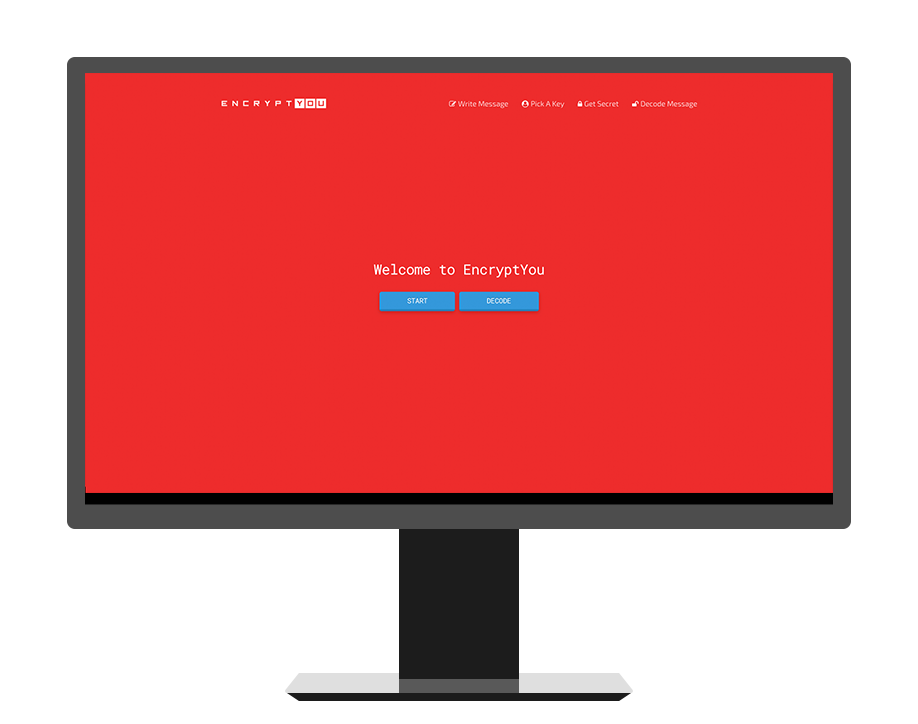 ENCRYPTYOU Write Message Pick A Key Get Secret Decode Message
Welcome to EncryptYou
START DECODE